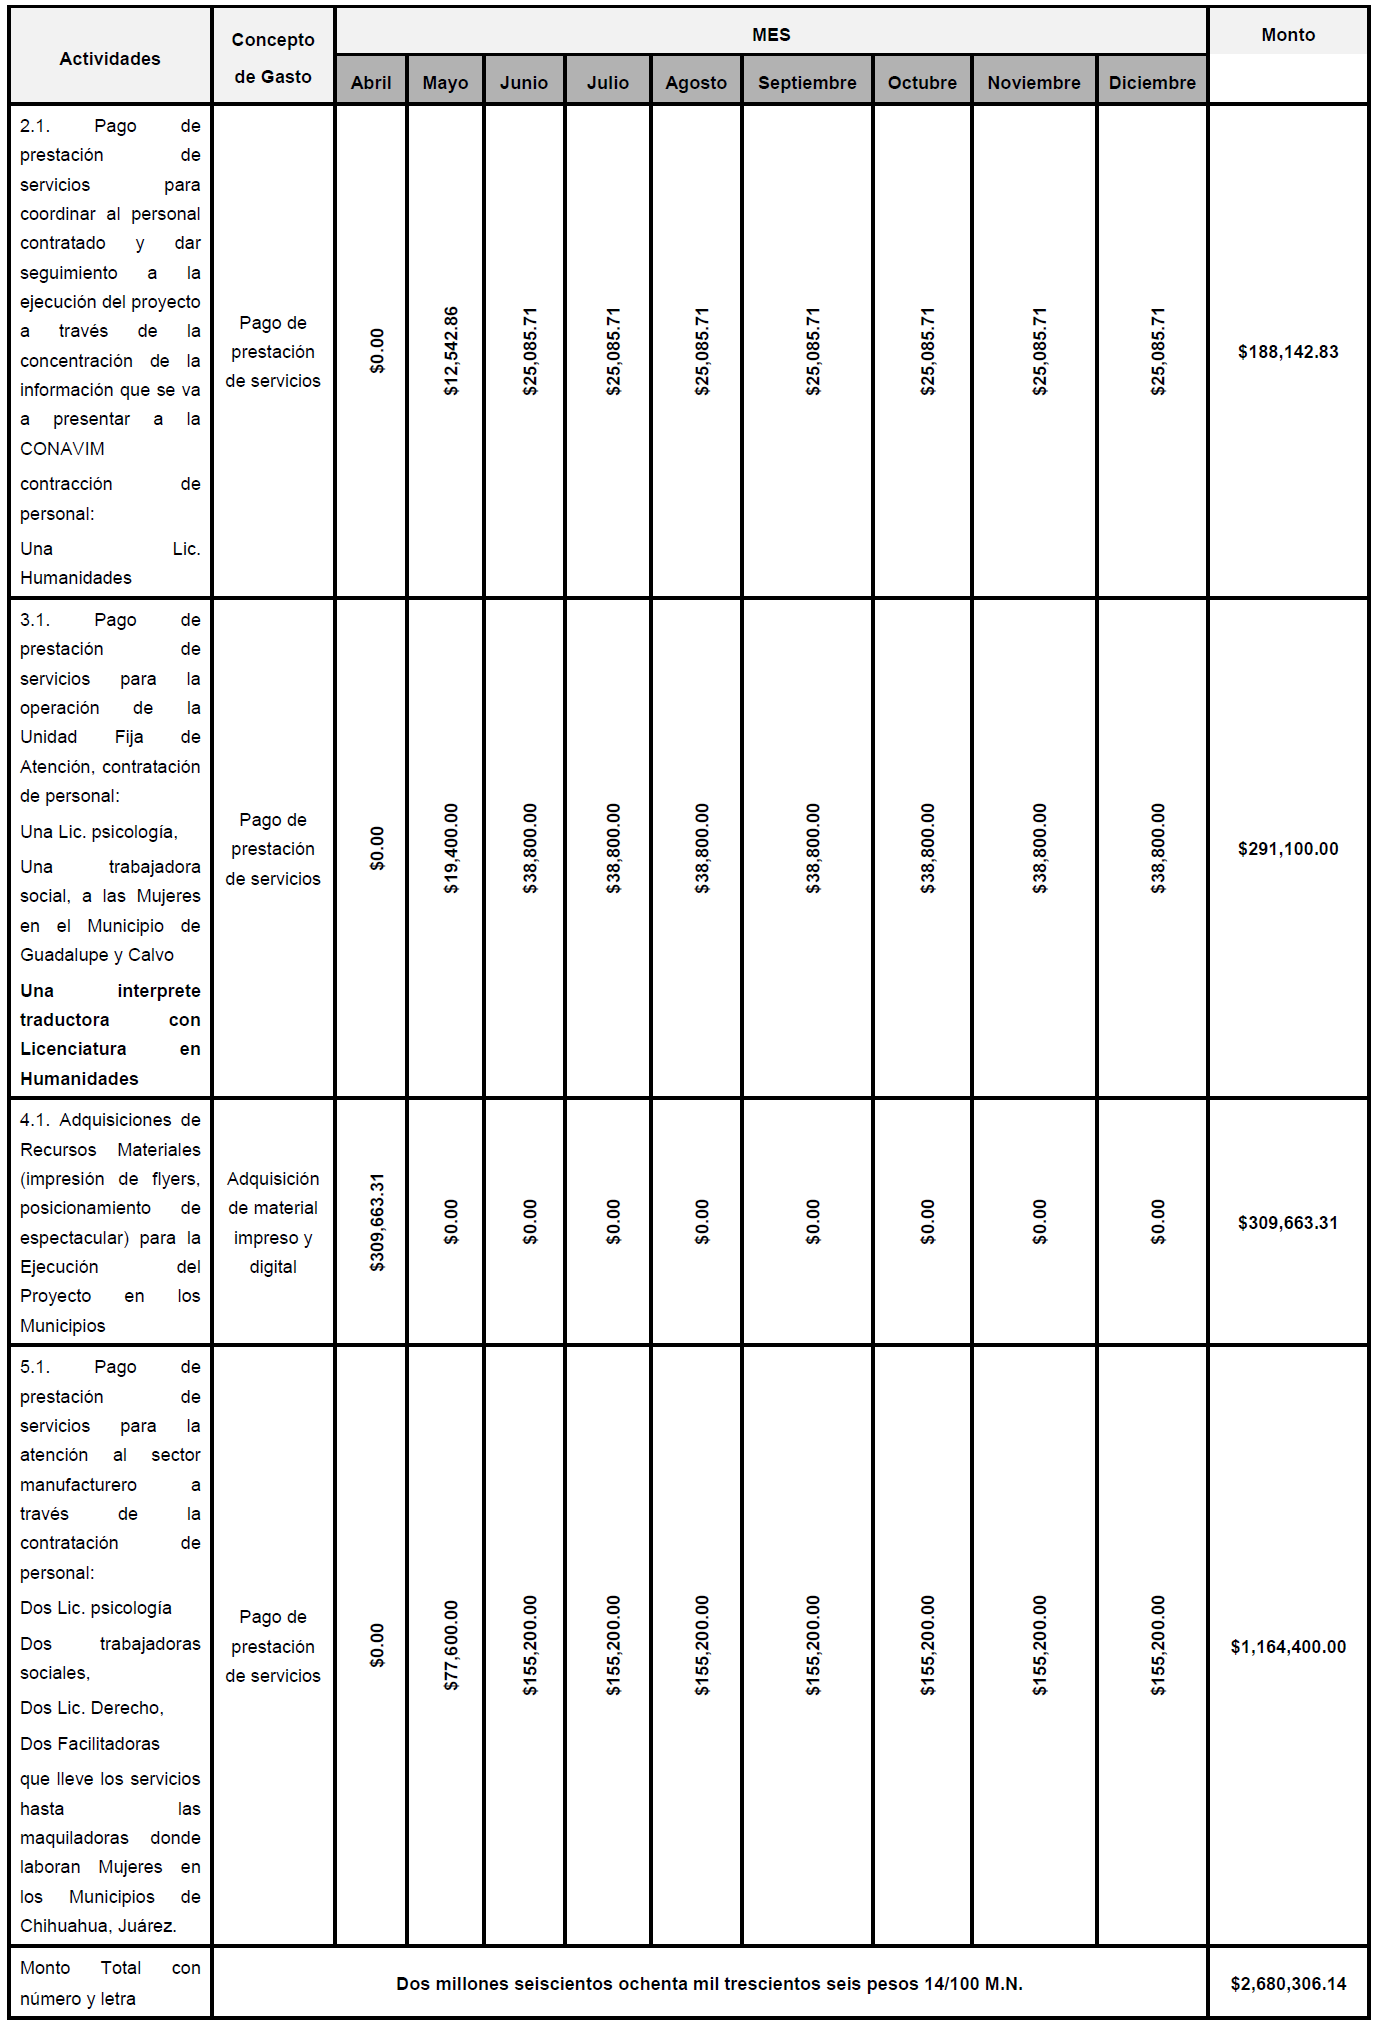 Actividades
Concepto
de Gasto
MES
Monto
Abril
Mayo
Junio
Julio
Agosto
Septiembre
Octubre
Noviembre
Diciembre
2.1. Pago de
prestación de
servicios para
coordinar al personal
contratado y dar
seguimiento a la
ejecución del proyecto
a través de la
concentración de la
información que se va
a presentar a la
CONAVIM
contracción de
personal:
Una Lic.
Humanidades
Pago de
prestación
de servicios
$0.00
$12,542.86
$25,085.71
$25,085.71
$25,085.71
$25,085.71
$25,085.71
$25,085.71
$25,085.71
$188,142.83
3.1. Pago de
prestación de
servicios para la
operación de la
Unidad Fija de
Atención, contratación
de personal:
Una Lic. psicología,
Una trabajadora
social, a las Mujeres
en el Municipio de
Guadalupe y Calvo
Una interprete
traductora con
Licenciatura en
Humanidades
Pago de
prestación
de servicios
$0.00
$19,400.00
$38,800.00
$38,800.00
$38,800.00
$38,800.00
$38,800.00
$38,800.00
$38,800.00
$291,100.00
4.1. Adquisiciones de
Recursos Materiales
(impresión de flyers,
posicionamiento de
espectacular) para la
Ejecución del
Proyecto en los
Municipios
Adquisición
de material
impreso y
digital
$309,663.31
$0.00
$0.00
$0.00
$0.00
$0.00
$0.00
$0.00
$0.00
$309,663.31
5.1. Pago de
prestación de
servicios para la
atención al sector
manufacturero a
través de la
contratación de
personal:
Dos Lic. psicología
Dos trabajadoras
sociales,
Dos Lic. Derecho,
Dos Facilitadoras
que lleve los servicios
hasta las
maquiladoras donde
laboran Mujeres en
los Municipios de
Chihuahua, Juárez.
Pago de
prestación
de servicios
$0.00
$77,600.00
$155,200.00
$155,200.00
$155,200.00
$155,200.00
$155,200.00
$155,200.00
$155,200.00
$1,164,400.00
Monto Total con
número y letra
Dos millones seiscientos ochenta mil trescientos seis pesos 14/100 M.N.
$2,680,306.14